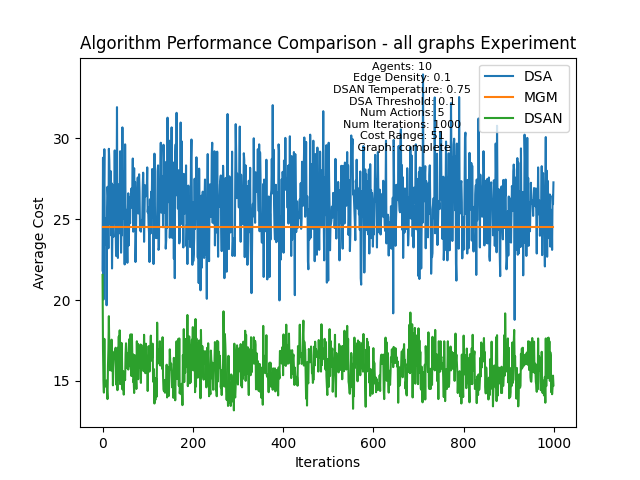 Algorithm Performance Comparison - all graphs Experiment
Agents: 10
Edge Density: 0.1
DSAN Temperature: 0.75
DSA Threshold: 0.1
Num Actions: 5
Num Iterations: 1000
Cost Range: 51
Graph: complete
DSA
MGM
DSAN
Average Cost
30
25
20
15
0
200
400
600
800
1000
Iterations